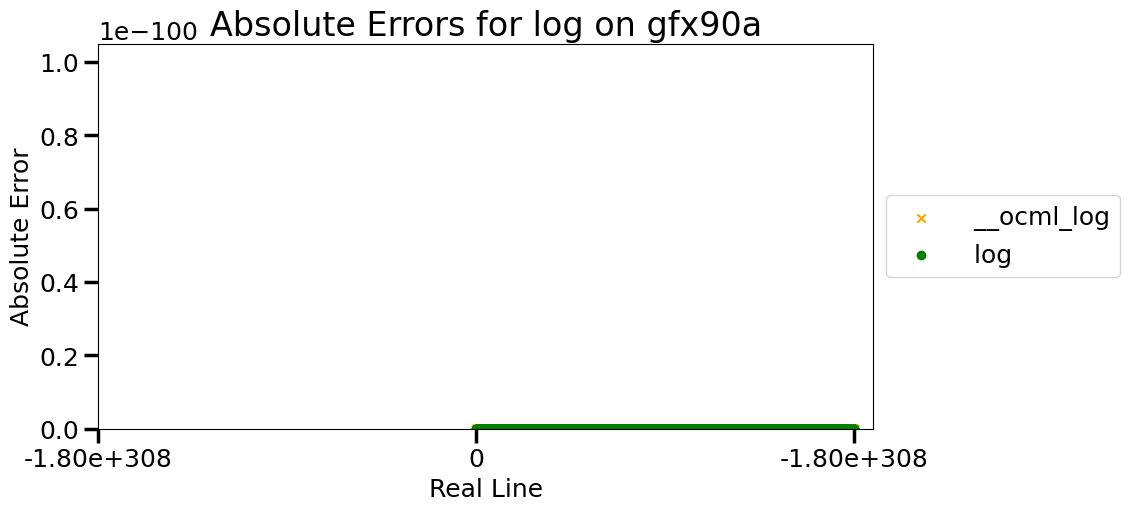 Absolute Errors for log on gfx90a
1e−100
1.0
0.8
0.6
0.4
0.2
0.0
Absolute Error
-1.80e+308
0
-1.80e+308
Real Line
__ocml_log
log